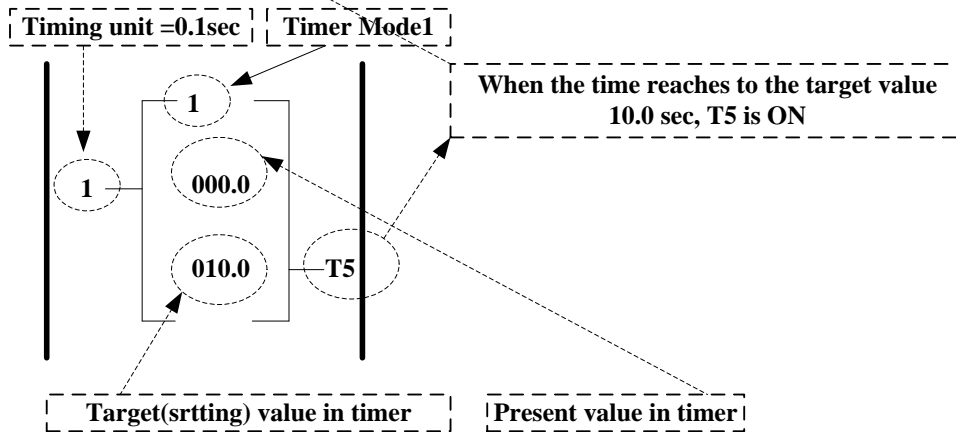 Timing unit =0.1sec
Timer Mode1
When the time reaches to the target value
10.0 sec, T5 is ON
1
1
000.0
010.0
T5
Target(srtting) value in timer
Present value in timer